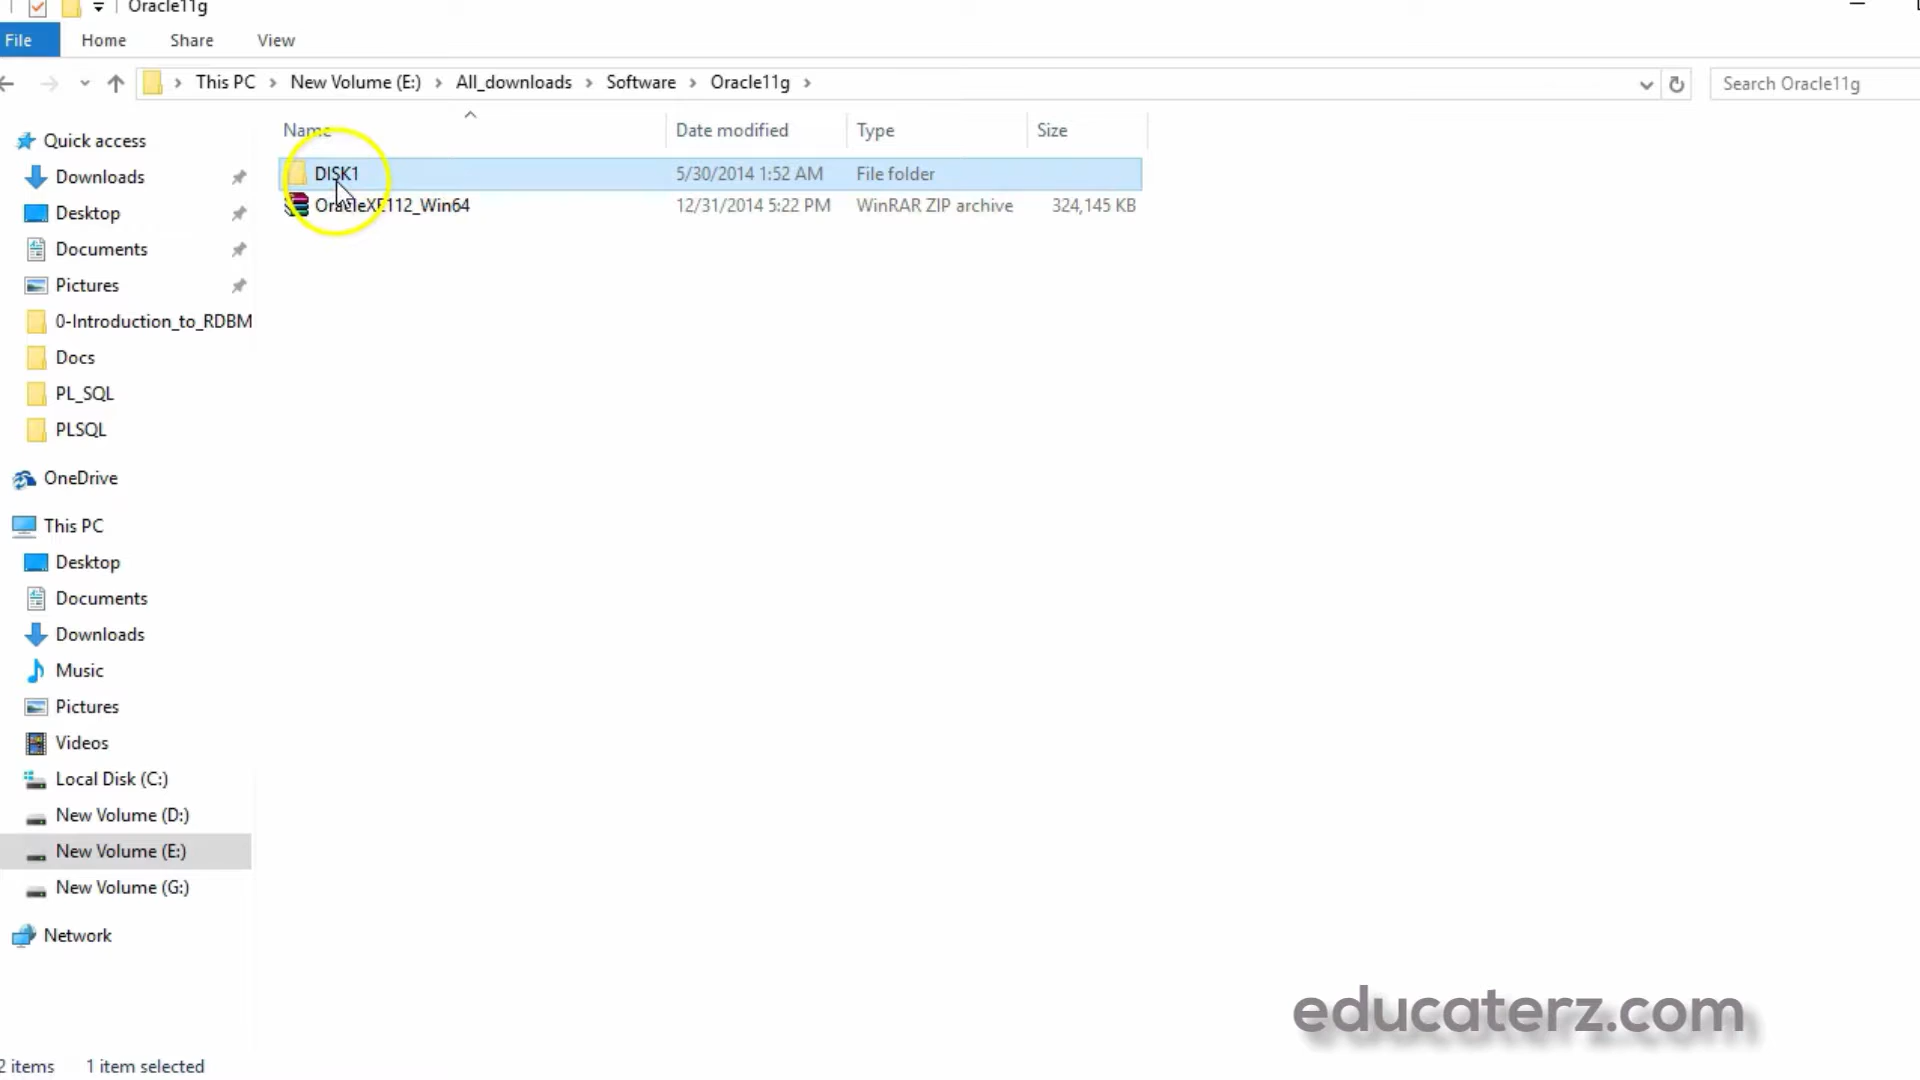 Oracle11g
File Home Share View
This PC New Volume (E:) All_downloads Software Oracle11g
Search Oracle11g
Name Date modified Type Size
DISK1 5/30/2014 1:52 AM File folder
OracleXE112_Win64 12/31/2014 5:22 PM WinRAR ZIP archive 324,145 KB
Quick access
Downloads
Desktop
Documents
Pictures
0-Introduction_to_RDBM
Docs
PL_SQL
PLSQL
OneDrive
This PC
Desktop
Documents
Downloads
Music
Pictures
Videos
Local Disk (C:)
New Volume (D:)
New Volume (E:)
New Volume (G:)
Network
educaterz.com
2 items 1 item selected